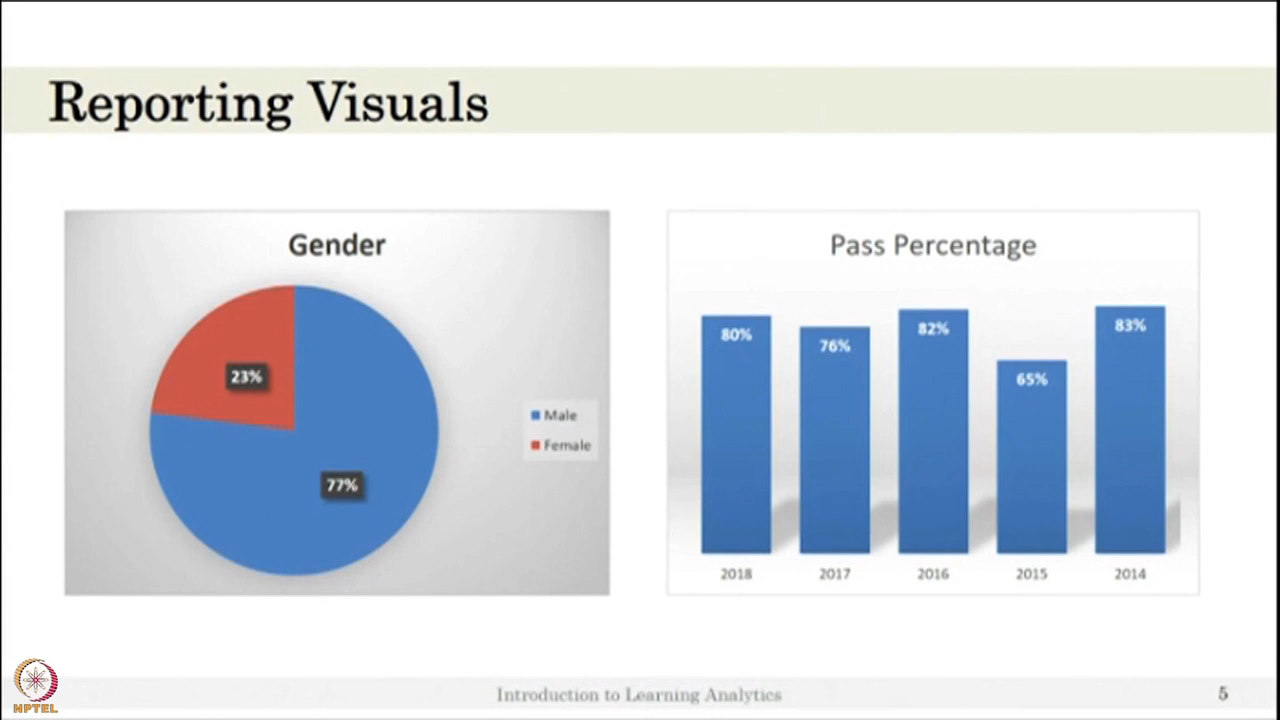 Reporting Visuals
Gender
23%
77%
Male
Female
Pass Percentage
80%
76%
82%
65%
83%
2018
2017
2016
2015
2014
NPTEL
Introduction to Learning Analytics
5